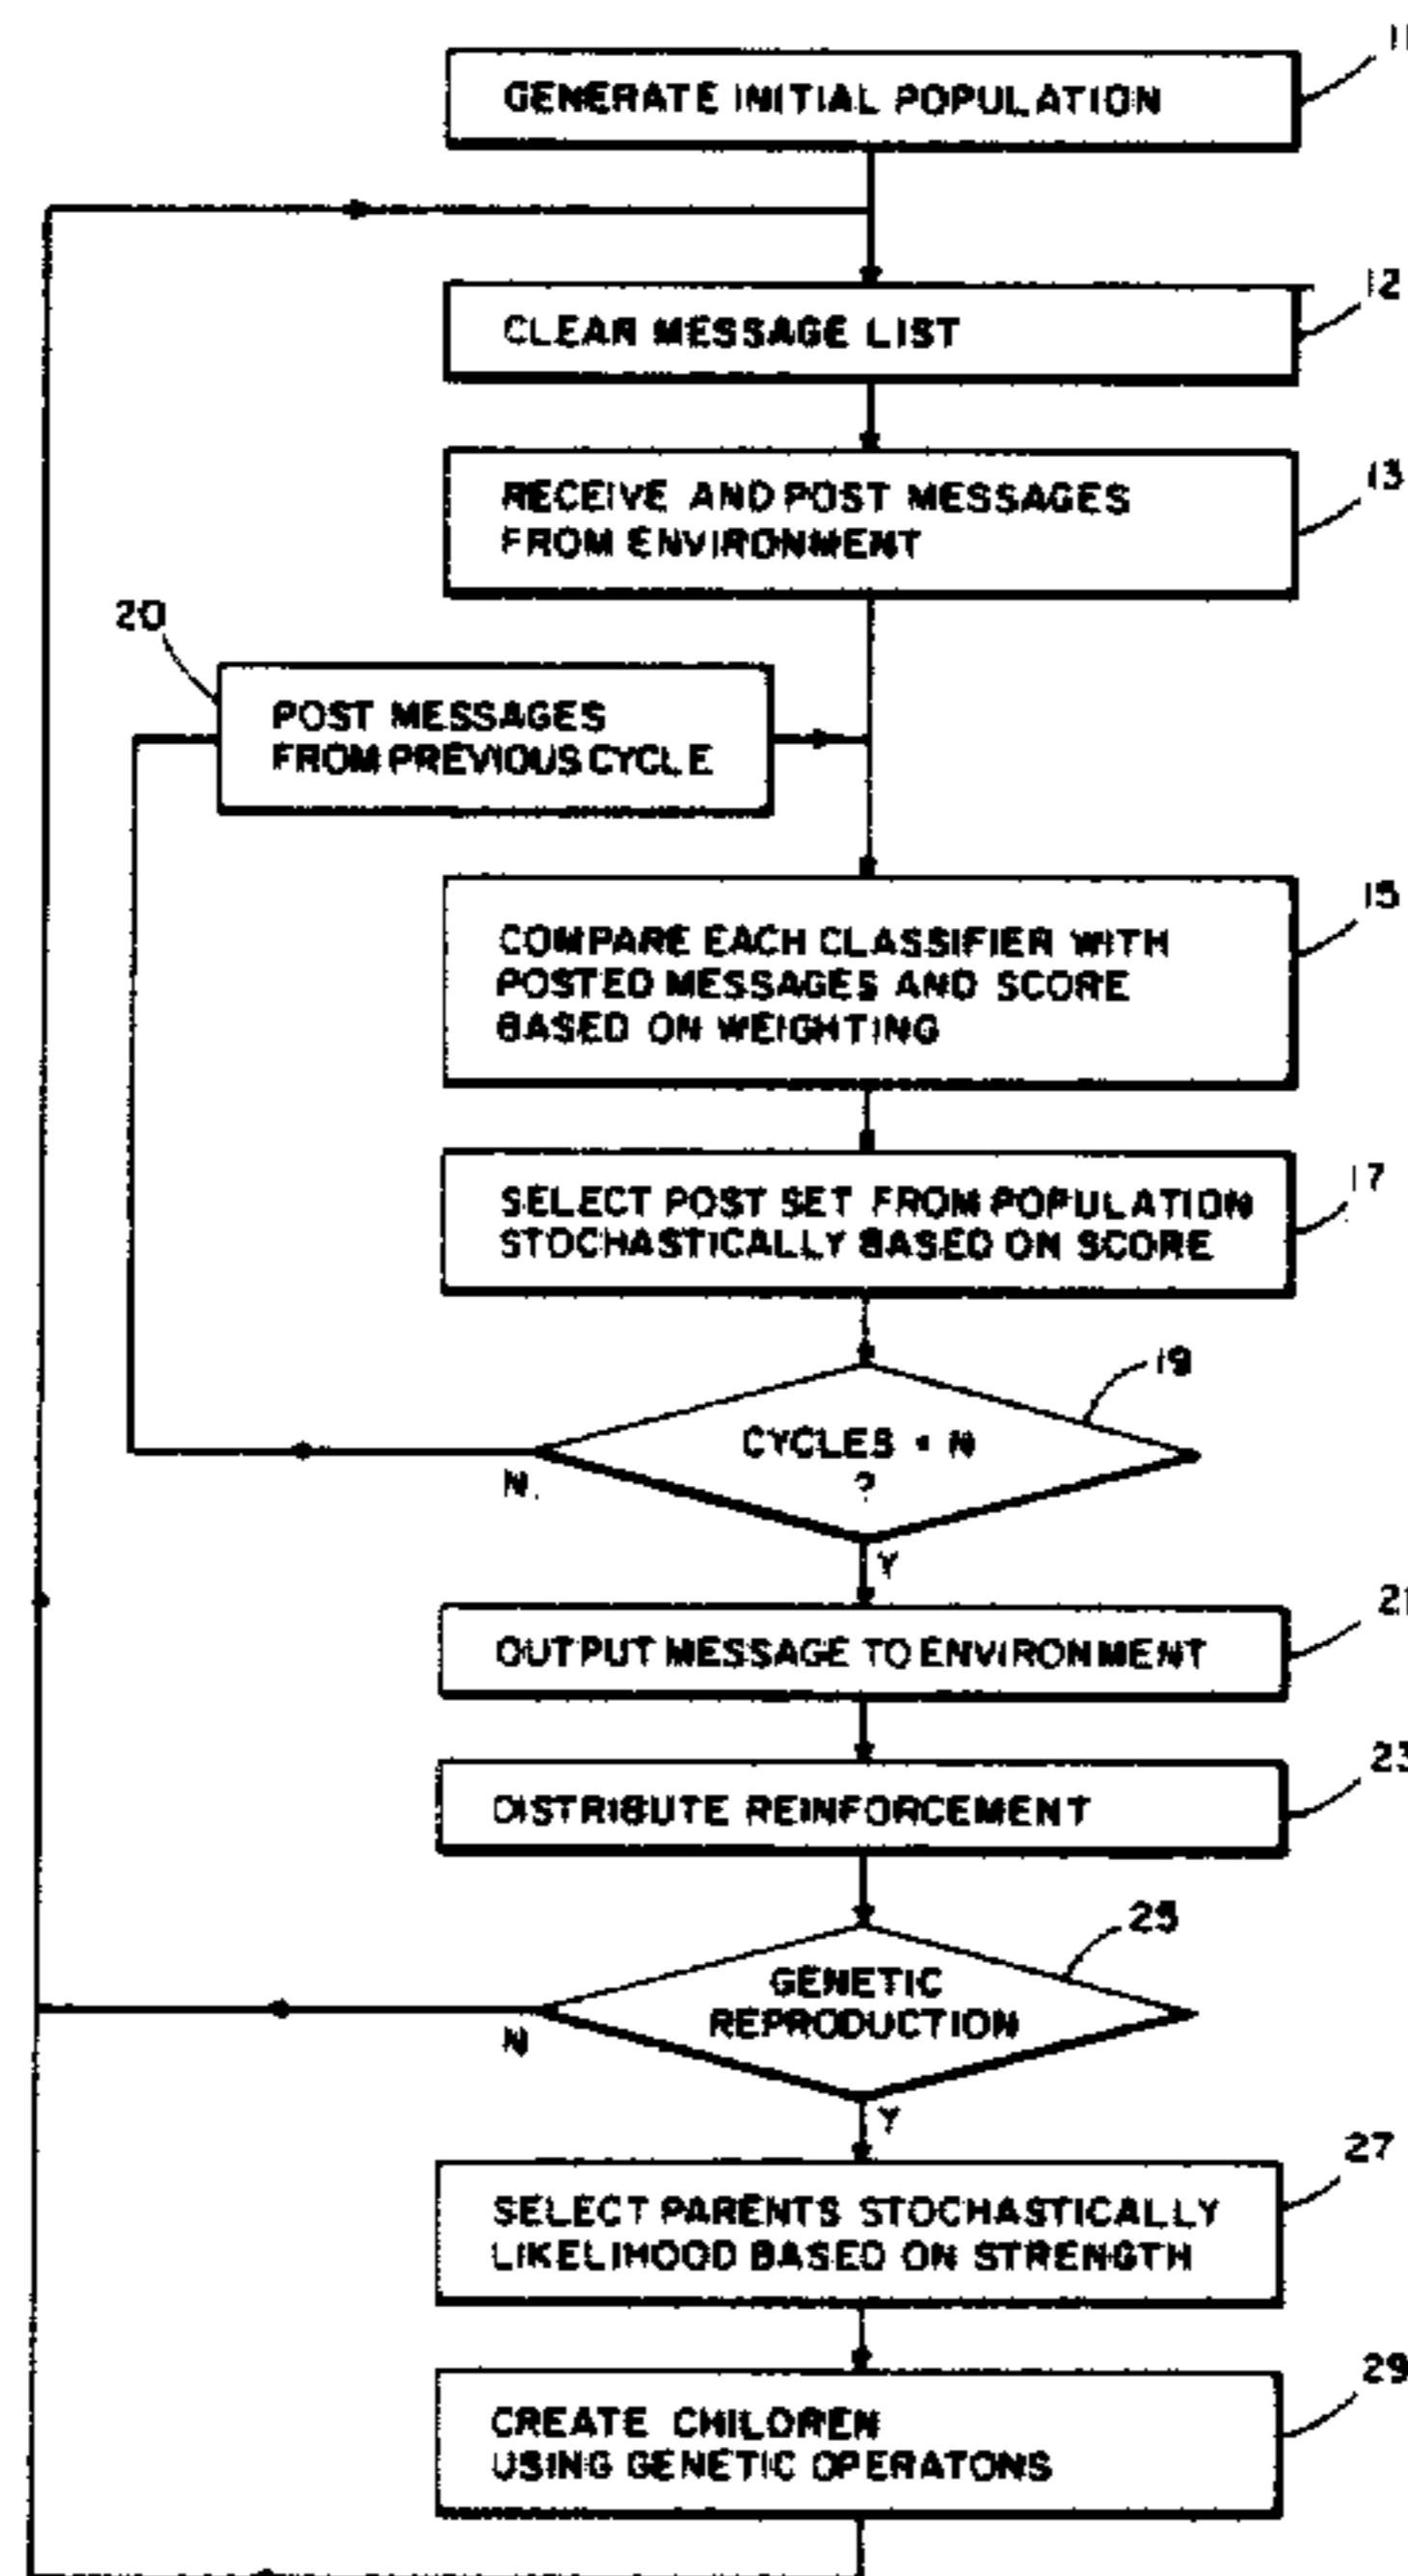 11
GENERATE INITIAL POPULATION
12
CLEAR MESSAGE LIST
13
RECEIVE AND POST MESSAGES
FROM ENVIRONMENT
20
POST MESSAGES
FROM PREVIOUS CYCLE
15
COMPARE EACH CLASSIFIER WITH
POSTED MESSAGES AND SCORE
BASED ON WEIGHTING
17
SELECT POST SET FROM POPULATION
STOCHASTICALLY BASED ON SCORE
19
CYCLES = N
?
N
Y
21
OUTPUT MESSAGE TO ENVIRONMENT
23
DISTRIBUTE REINFORCEMENT
25
GENETIC
REPRODUCTION
N
Y
27
SELECT PARENTS STOCHASTICALLY
LIKELIHOOD BASED ON STRENGTH
29
CREATE CHILDREN
USING GENETIC OPERATONS